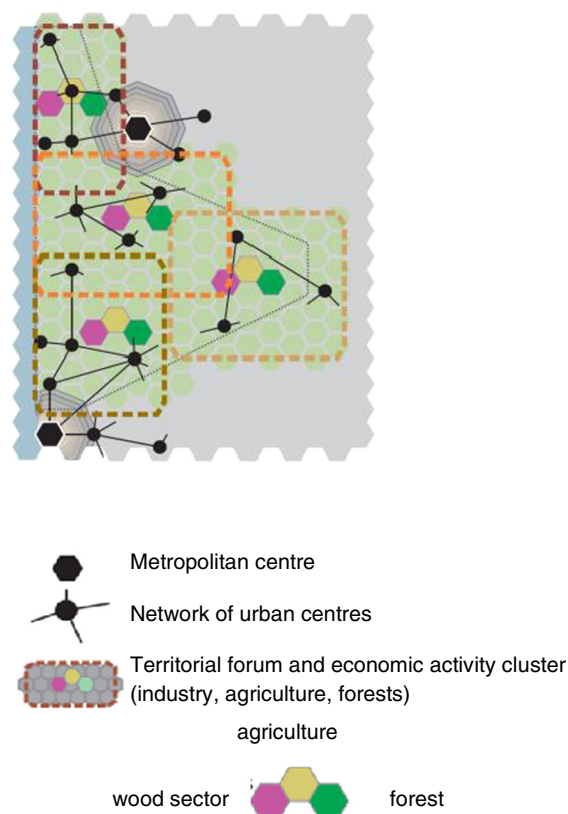 Metropolitan centre
Network of urban centres
Territorial forum and economic activity cluster
(industry, agriculture, forests)
agriculture
wood sector
forest